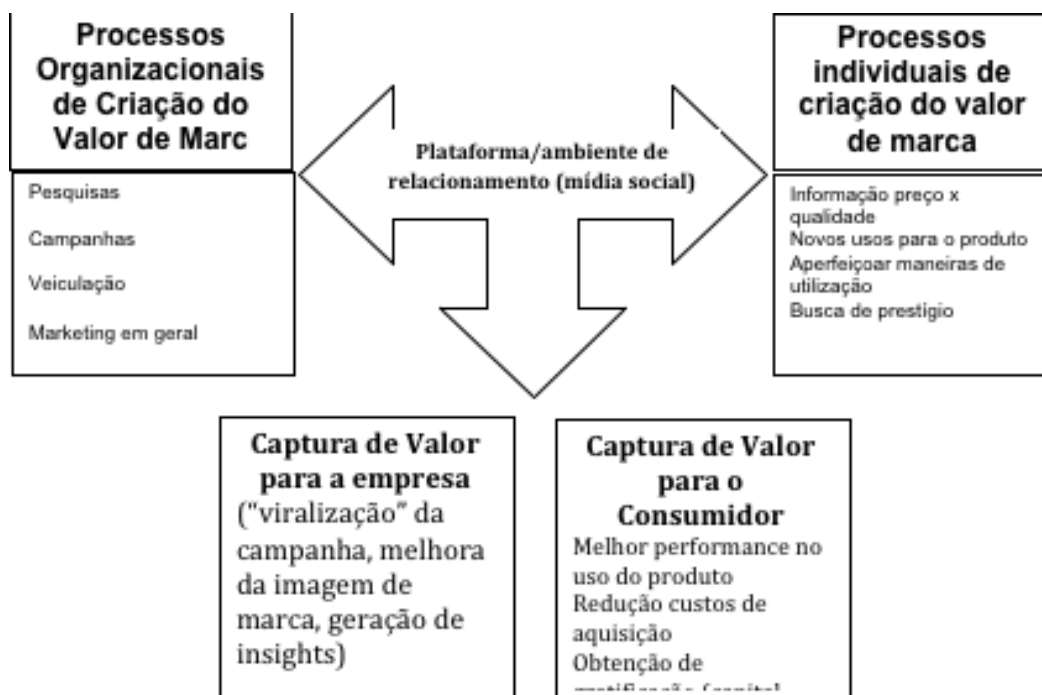 Processos
Organizacionais
de Criação do
Valor de Marc
Pesquisas
Campanhas
Veiculação
Marketing em geral
Plataforma/ambiente de
relacionamento (mídia social)
Processos
individuais de
criação do valor
de marca
Informação preço x
qualidade
Novos usos para o produto
Aperfeiçoar maneiras de
utilização
Busca de prestígio
Captura de Valor
para a empresa
("viralização" da
campanha, melhora
da imagem de
marca, geração de
insights)
Captura de Valor
para o
Consumidor
Melhor performance no
uso do produto
Redução custos de
aquisição
Obtenção de